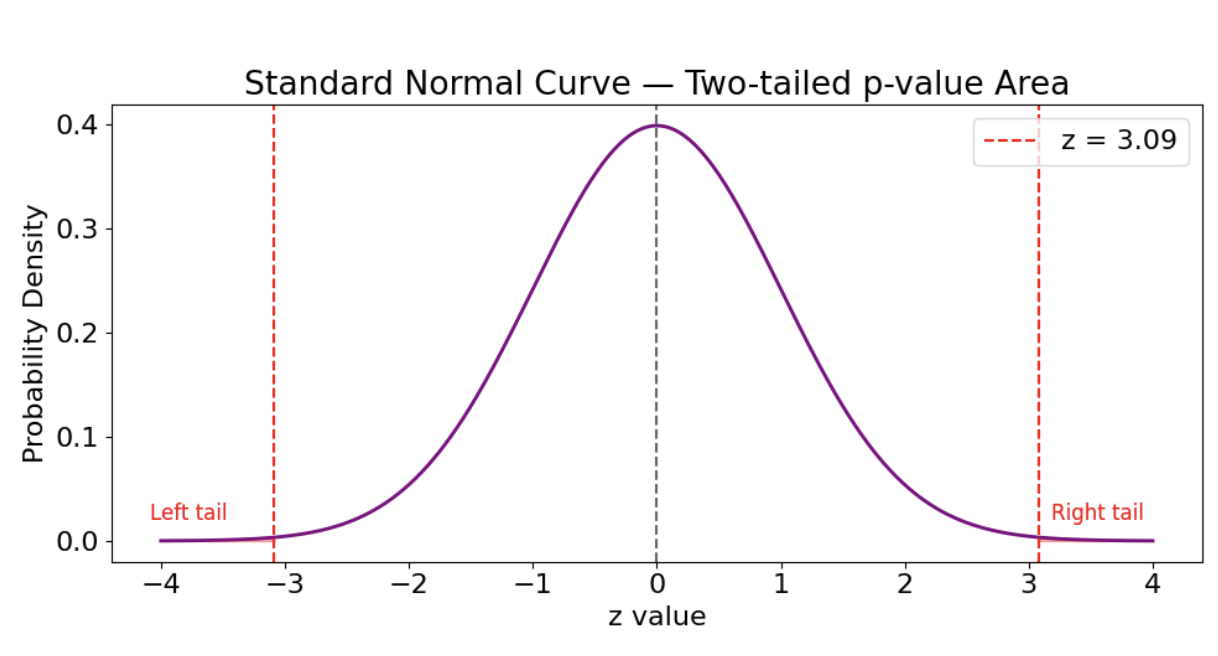 Standard Normal Curve — Two-tailed p-value Area
z = 3.09
Probability Density
0.4
0.3
0.2
0.1
0.0
Left tail
Right tail
−4 −3 −2 −1 0 1 2 3 4
z value